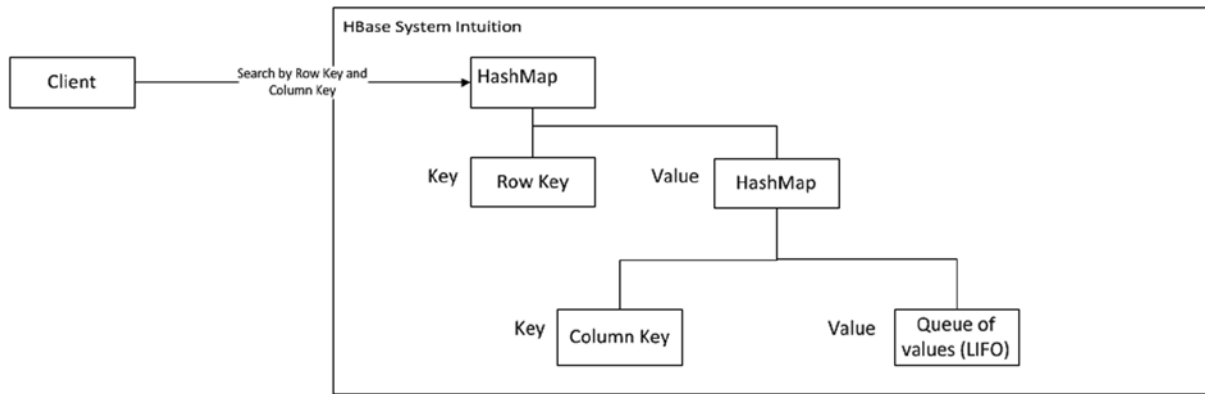 HBase System Intuition
Client
Search by Row Key and
Column Key
HashMap
Key
Row Key
Value
HashMap
Key
Column Key
Value
Queue of
values (LIFO)